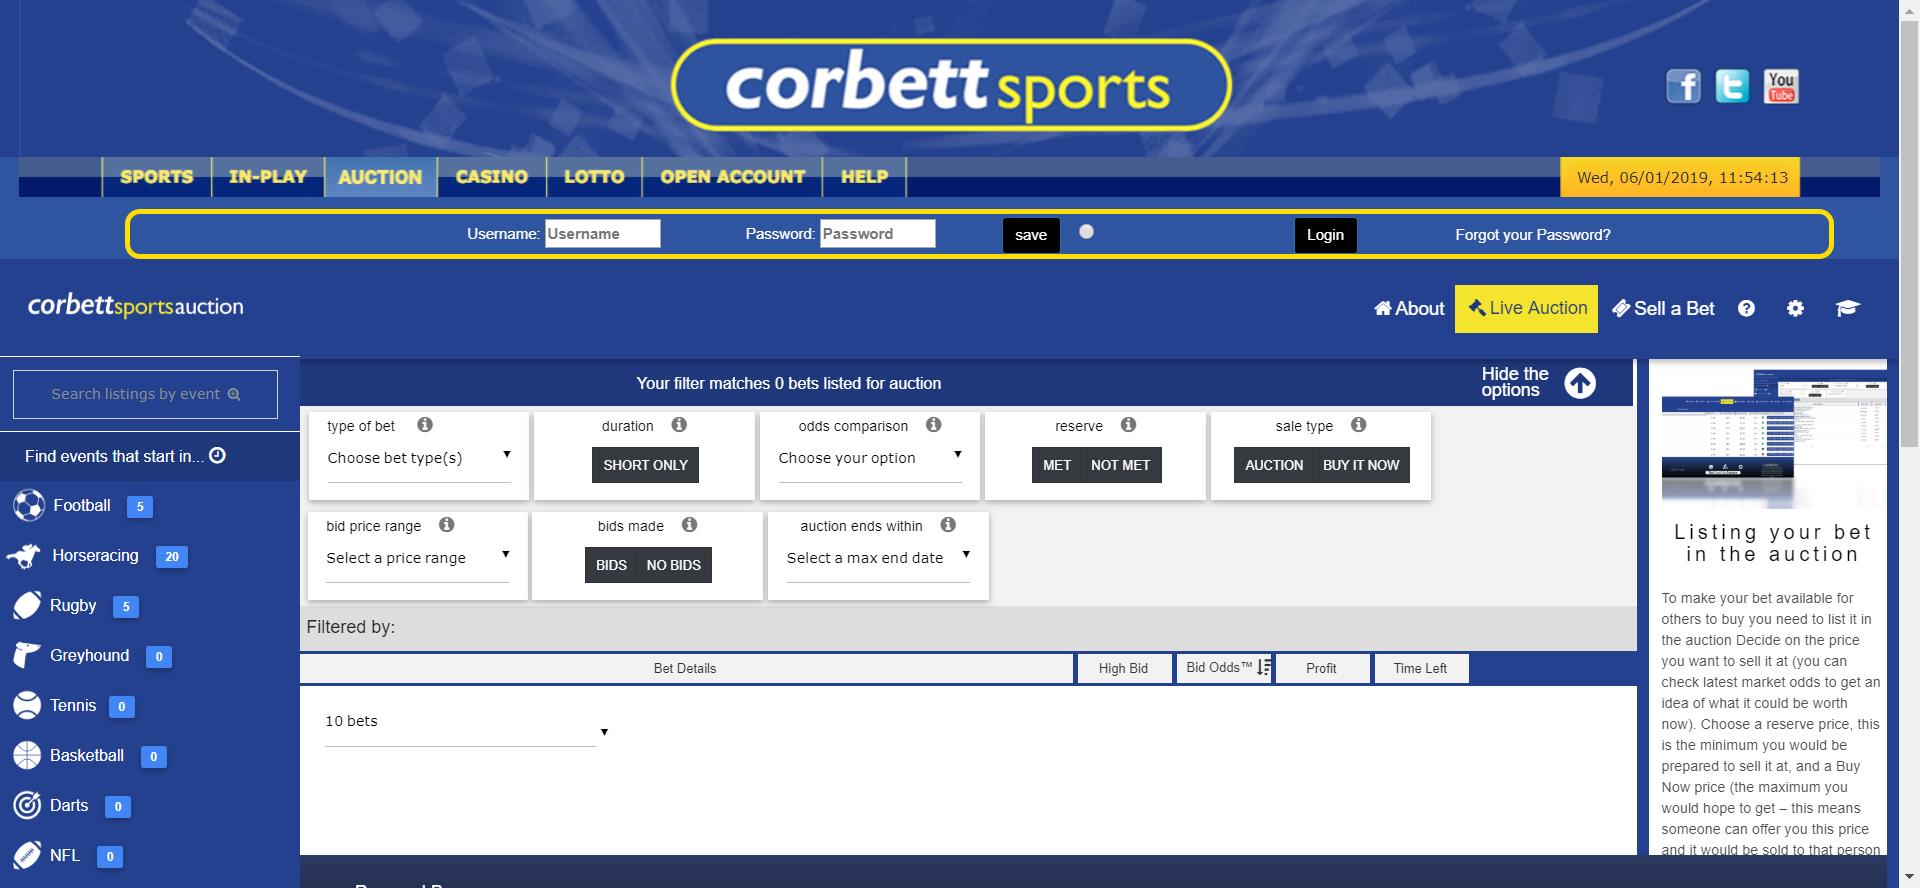 corbett sports
You
Tube
SPORTS IN-PLAY AUCTION CASINO LOTTO OPEN ACCOUNT HELP
Wed, 06/01/2019, 11:54:13
Username: Username Password: Password save Login Forgot your Password?
corbettsportsauction
About Live Auction Sell a Bet
Search listings by event
Find events that start in...
Football 5
Horseracing 20
Rugby 5
Greyhound 0
Tennis 0
Basketball 0
Darts 0
NFL 0
Your filter matches 0 bets listed for auction
Hide the
options
type of bet
Choose bet type(s)
duration
SHORT ONLY
odds comparison
Choose your option
reserve
MET NOT MET
sale type
AUCTION BUY IT NOW
bid price range
Select a price range
bids made
BIDS NO BIDS
auction ends within
Select a max end date
Filtered by:
Bet Details High Bid Bid Odds™ Profit Time Left
10 bets
Listing your bet
in the auction
To make your bet available for
others to buy you need to list it in
the auction Decide on the price
you want to sell it at (you can
check latest market odds to get an
idea of what it could be worth
now). Choose a reserve price, this
is the minimum you would be
prepared to sell it at, and a Buy
Now price (the maximum you
would hope to get – this means
someone can offer you this price
and it would be sold to that person